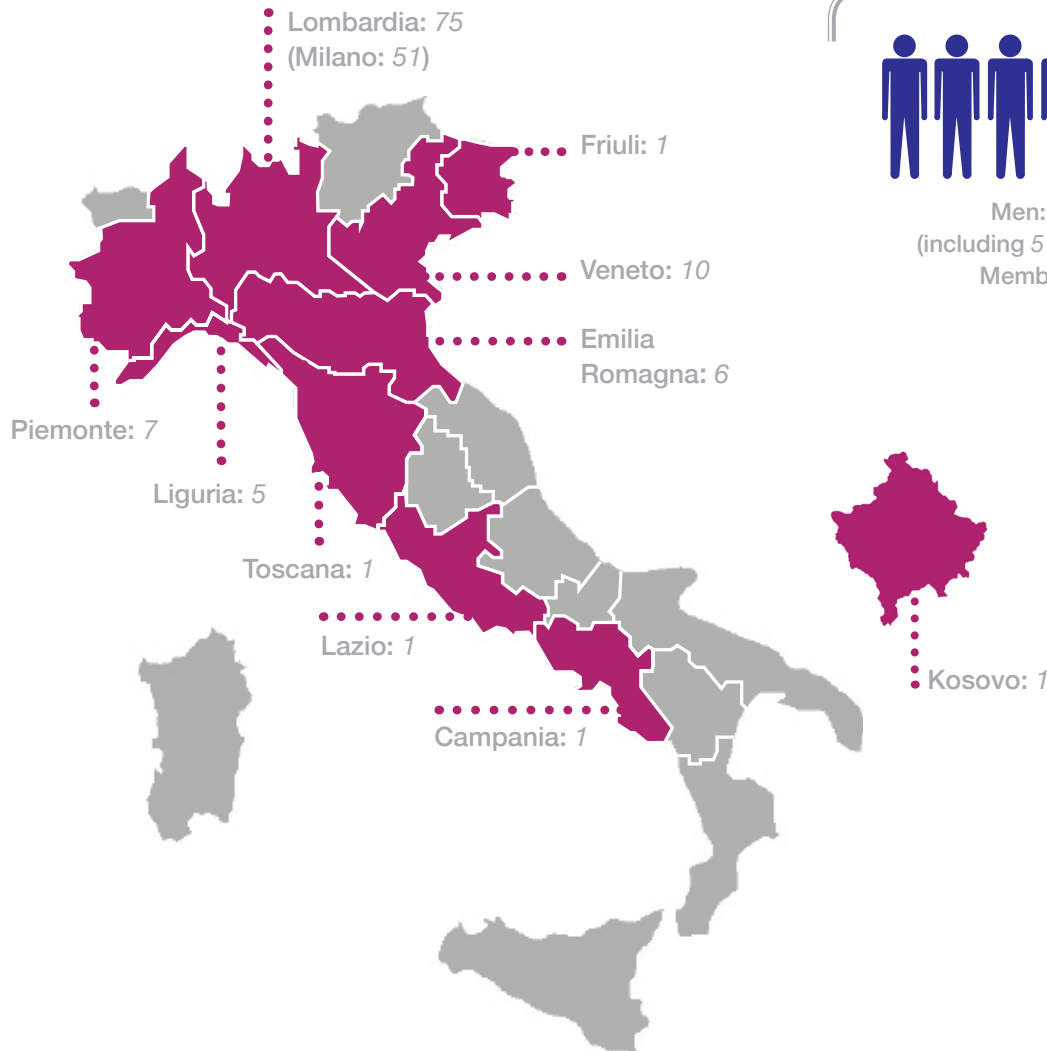 Lombardia: 75
(Milano: 51)
Friuli: 1
Men:
(including 5
Memb
Veneto: 10
Emilia
Romagna: 6
Piemonte: 7
Liguria: 5
Toscana: 1
Lazio: 1
Kosovo: 1
Campania: 1